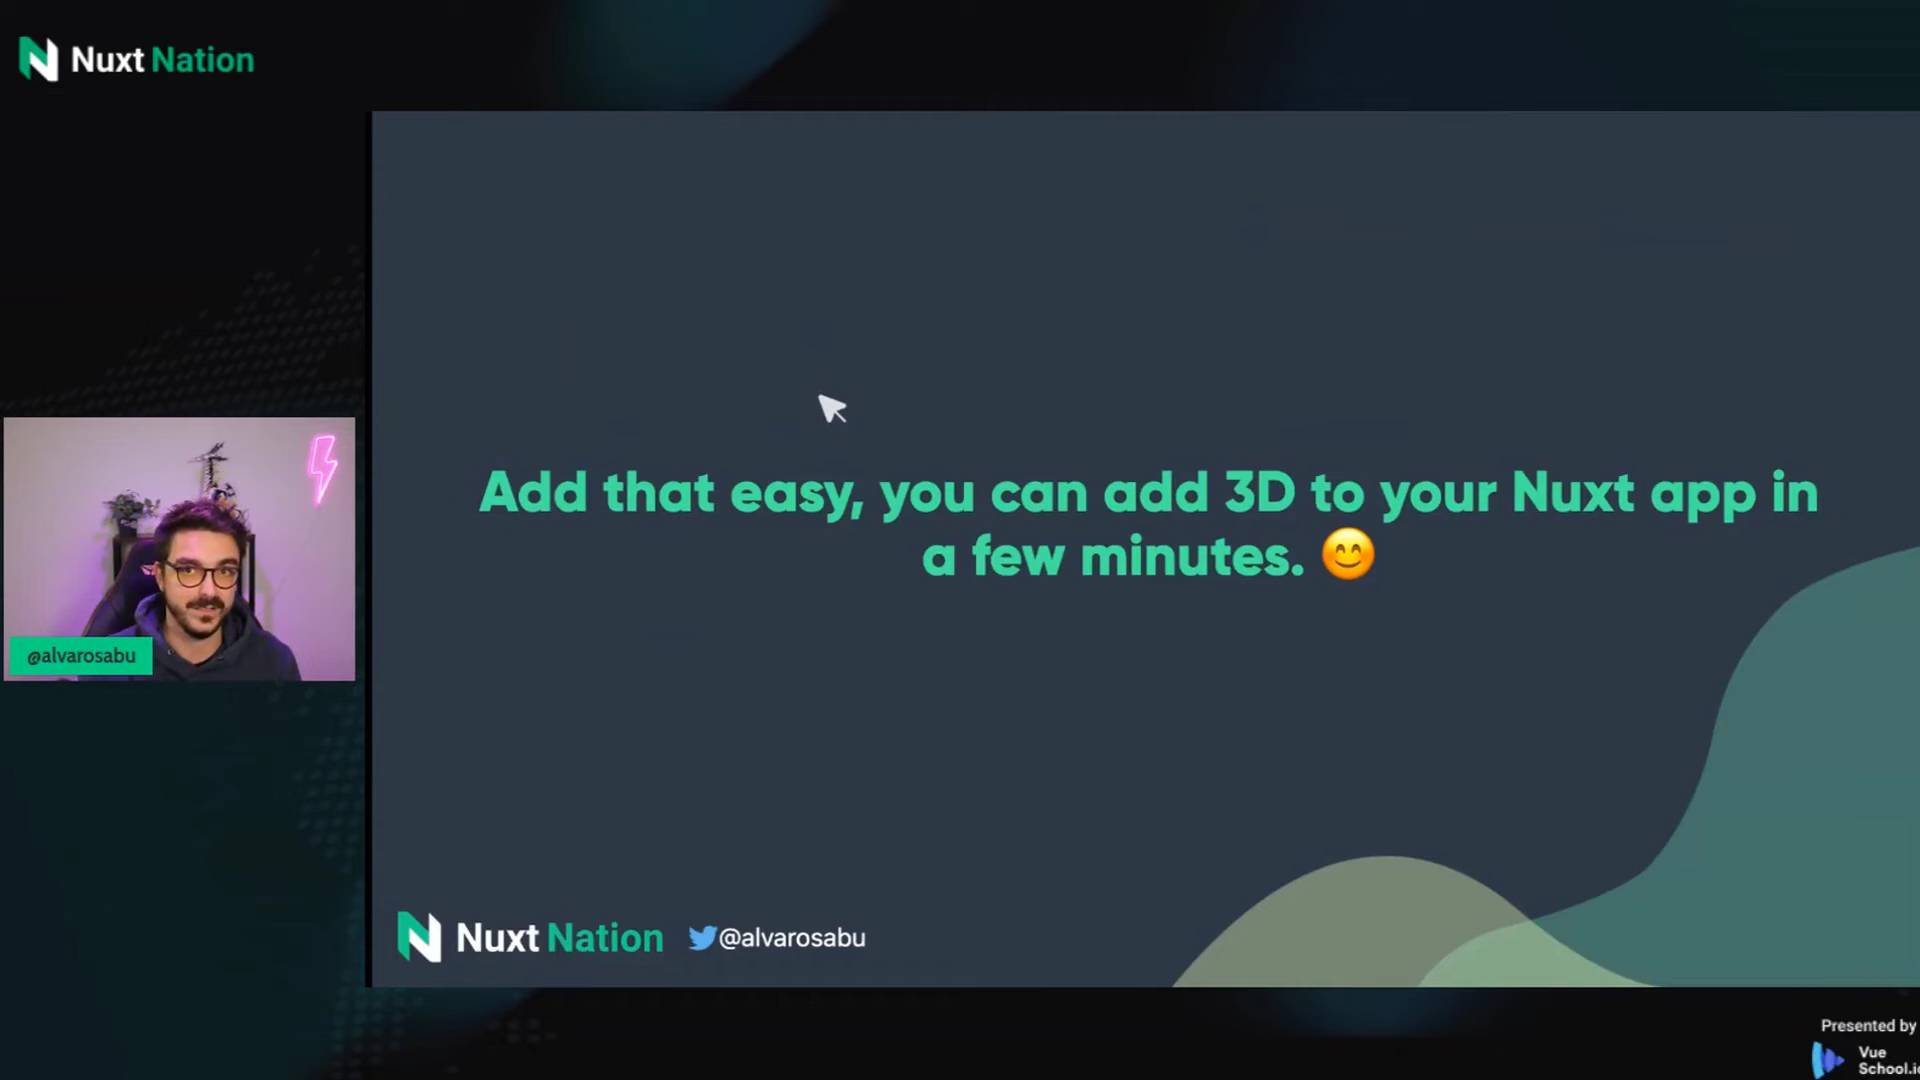 Nuxt Nation
Add that easy, you can add 3D to your Nuxt app in
a few minutes. 😊
@alvarosabu
Nuxt Nation @alvarosabu
Presented by
Vue
School.io